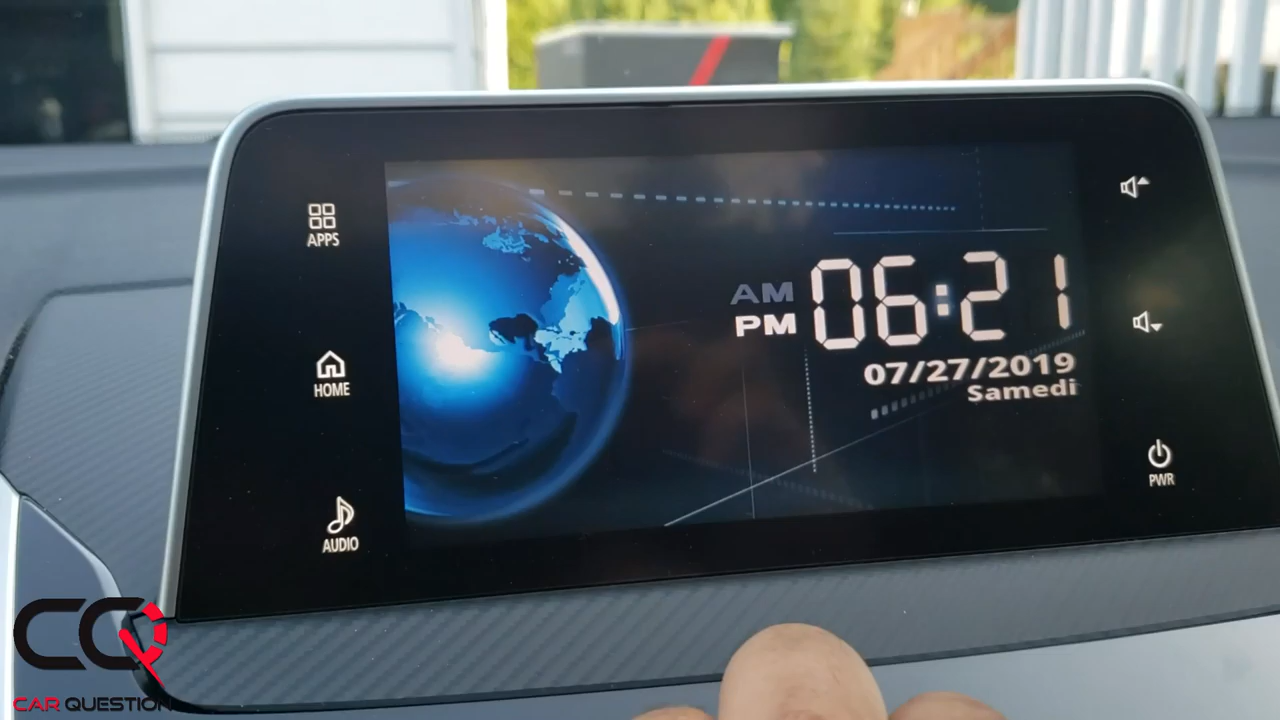 APPS
HOME
AUDIO
AM
PM
06:21
07/27/2019
Samedi
PWR
CQ
CAR QUESTION